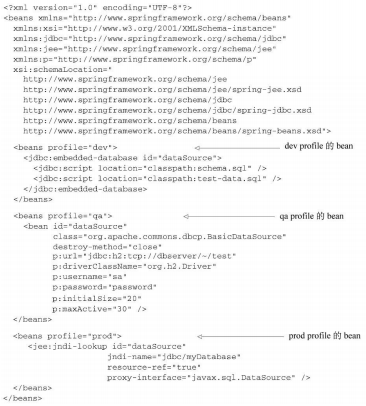 <?xml version="1.0" encoding="UTF-8"?>
<beans xmlns="http://www.springframework.org/schema/beans"
xmlns:xsi="http://www.w3.org/2001/XMLSchema-instance"
xmlns:jdbc="http://www.springframework.org/schema/jdbc"
xmlns:jee="http://www.springframework.org/schema/jee"
xmlns:p="http://www.springframework.org/schema/p"
xsi:schemaLocation="
http://www.springframework.org/schema/jee
http://www.springframework.org/schema/jee/spring-jee.xsd
http://www.springframework.org/schema/jdbc
http://www.springframework.org/schema/jdbc/spring-jdbc.xsd
http://www.springframework.org/schema/beans
http://www.springframework.org/schema/beans/spring-beans.xsd">
<beans profile="dev"> dev profile 的 bean
<jdbc:embedded-database id="dataSource">
<jdbc:script location="classpath:schema.sql" />
<jdbc:script location="classpath:test-data.sql" />
</jdbc:embedded-database>
</beans>
<beans profile="qa"> qa profile 的 bean
<bean id="dataSource"
class="org.apache.commons.dbcp.BasicDataSource"
destroy-method="close"
p:url="jdbc:h2:tcp://dbserver/~/test"
p:driverClassName="org.h2.Driver"
p:username="sa"
p:password="password"
p:initialSize="20"
p:maxActive="30" />
</beans>
<beans profile="prod"> prod profile 的 bean
<jee:jndi-lookup id="dataSource"
jndi-name="jdbc/myDatabase"
resource-ref="true"
proxy-interface="javax.sql.DataSource" />
</beans>
</beans>